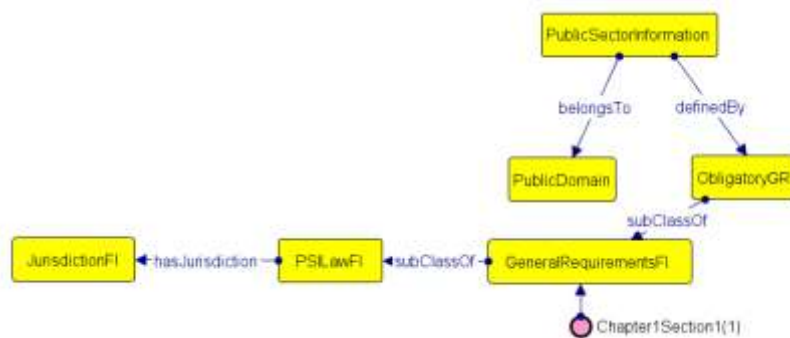 PublicSectorInformation
belongsTo
definedBy
PublicDomain
ObligatoryGR
subClassOf
JurisdictionFI
hasJurisdiction
PSILawFI
subClassOf
GeneralRequirementsFI
Chapter1Section1(1)